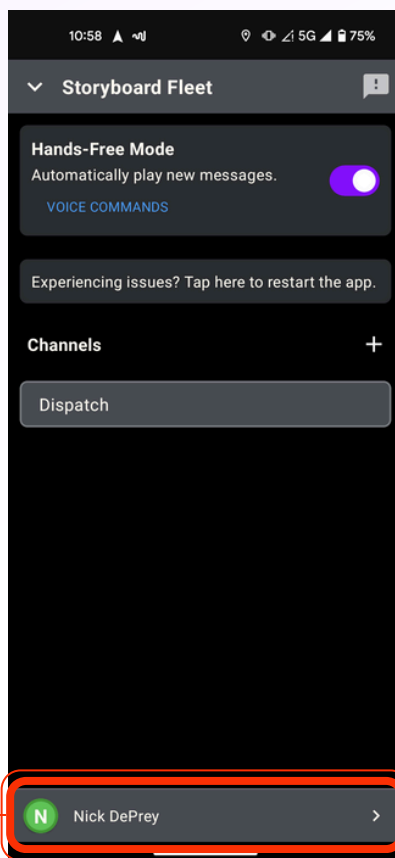 10:58 5G 75%
Storyboard Fleet
Hands-Free Mode
Automatically play new messages.
VOICE COMMANDS
Experiencing issues? Tap here to restart the app.
Channels
Dispatch
N Nick DePrey